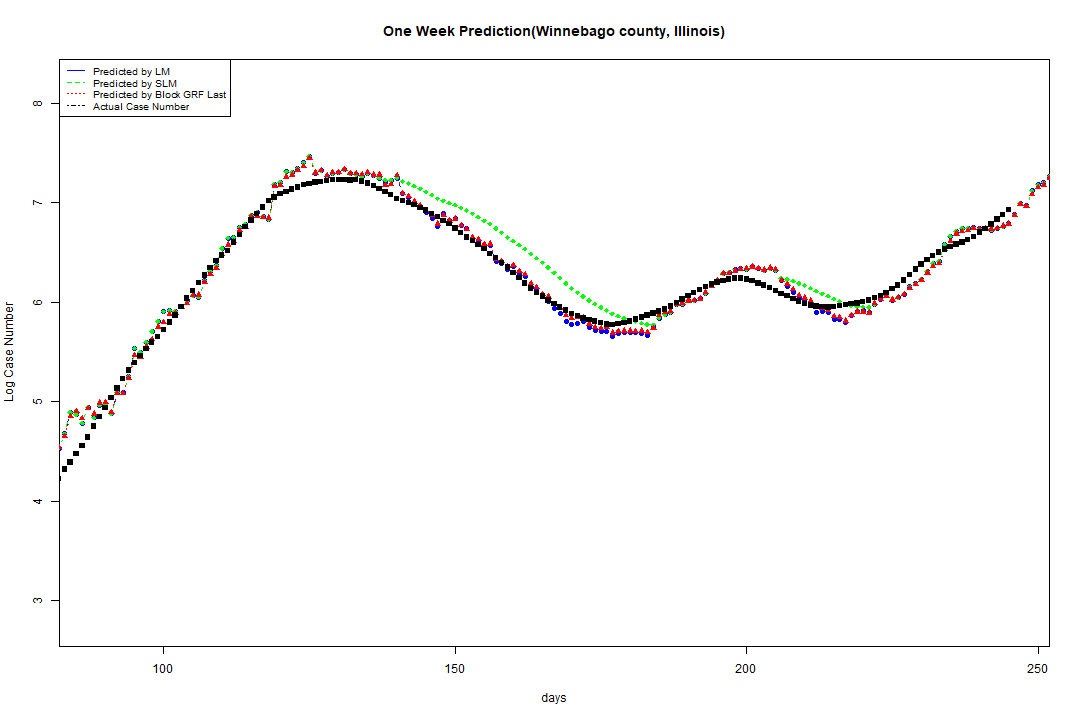 One Week Prediction(Winnebago county, Illinois)
Predicted by LM
Predicted by SLM
Predicted by Block GRF Last
Actual Case Number
8
7
6
5
4
3
Log Case Number
100 150 200 250
days